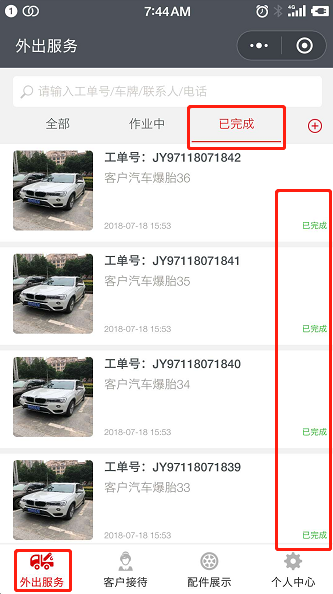 1
7:44AM
4G
外出服务
请输入工单号/车牌/联系人/电话
全部
作业中
已完成
工单号：JY97118071842
客户汽车爆胎36
2018-07-18 15:53
已完成
工单号：JY97118071841
客户汽车爆胎35
2018-07-18 15:53
已完成
工单号：JY97118071840
客户汽车爆胎34
2018-07-18 15:53
已完成
工单号：JY97118071839
客户汽车爆胎33
2018-07-18 15:53
已完成
外出服务
客户接待
配件展示
个人中心